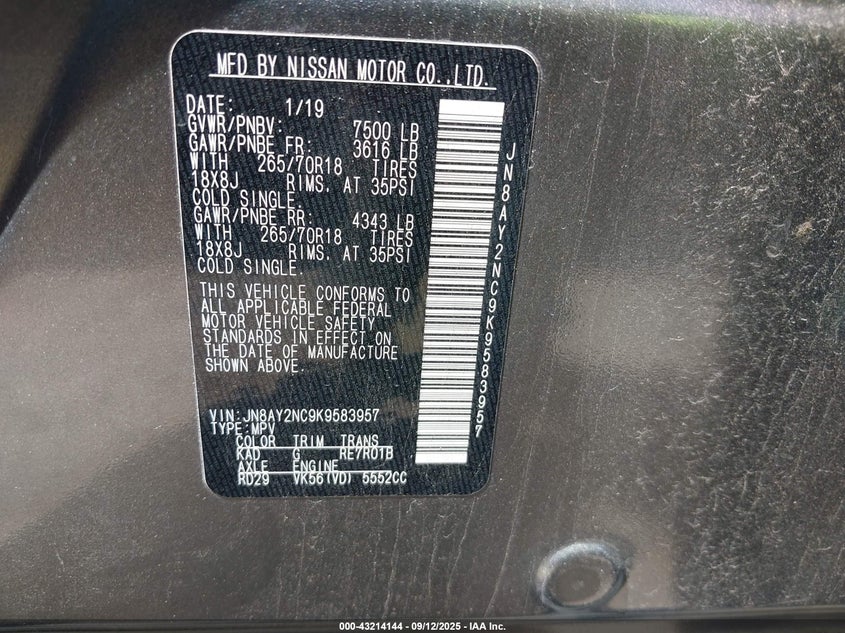 MFD BY NISSAN MOTOR CO.,LTD.
DATE: 1/19
GVWR/PNBV: 7500 LB
GAWR/PNBE FR: 3616 LB
WITH 265/70R18 TIRES
18X8J RIMS. AT 35PSI
COLD SINGLE.
GAWR/PNBE RR: 4343 LB
WITH 265/70R18 TIRES
18X8J RIMS. AT 35PSI
COLD SINGLE.
THIS VEHICLE CONFORMS TO
ALL APPLICABLE FEDERAL
MOTOR VEHICLE SAFETY
STANDARDS IN EFFECT ON
THE DATE OF MANUFACTURE
SHOWN ABOVE.
VIN:JN8AY2NC9K9583957
TYPE:MPV
COLOR TRIM TRANS
KAD G RE7R01B
AXLE ENGINE
RD29 VK56(VD) 5552CC
JN8AY2NC9K9583957
000-43214144 - 09/12/2025 - IAA Inc.